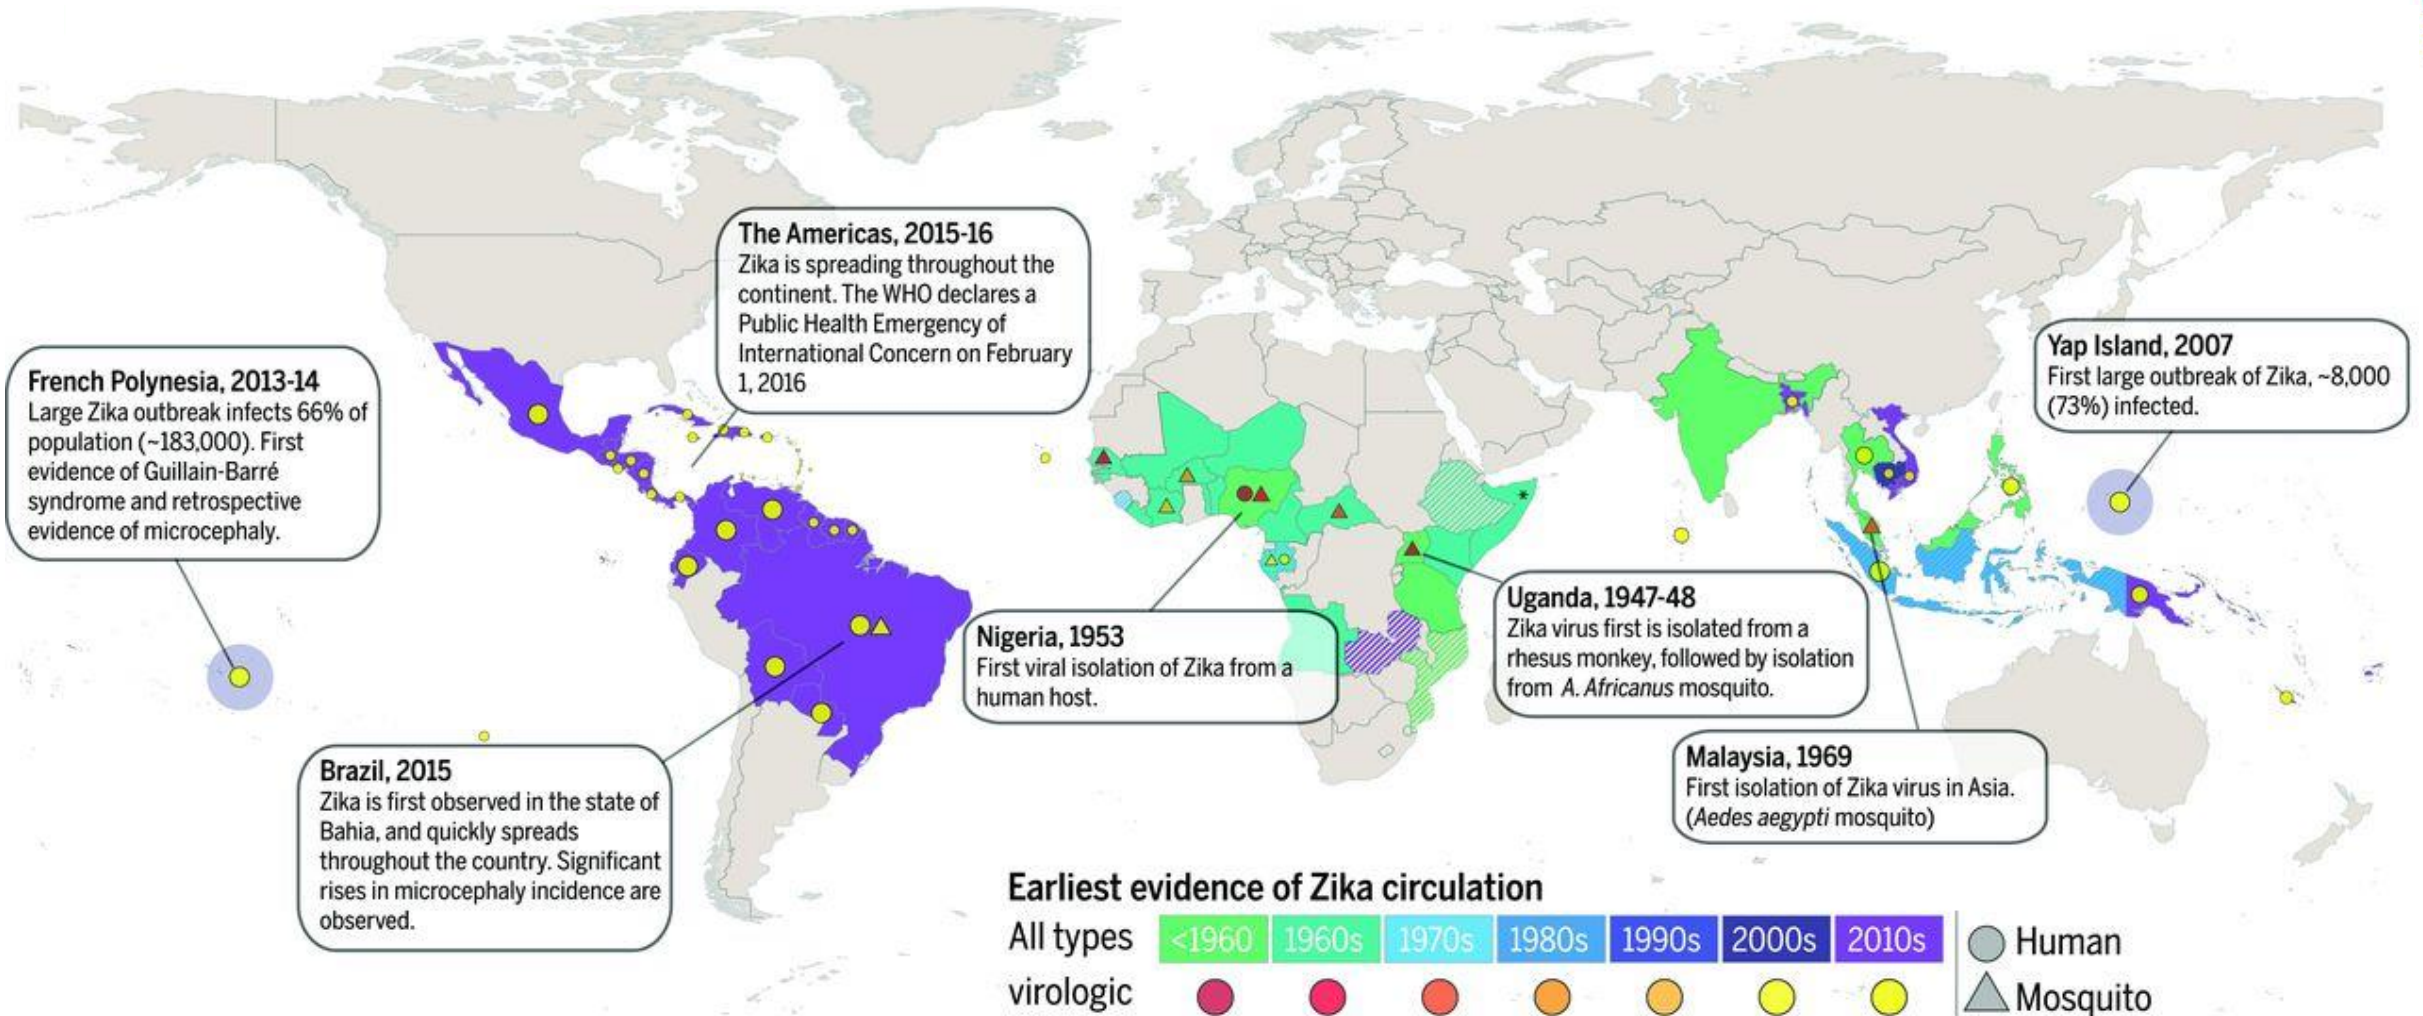 The Americas, 2015-16
Zika is spreading throughout the
continent. The WHO declares a
Public Health Emergency of
International Concern on February
1, 2016
French Polynesia, 2013-14
Large Zika outbreak infects 66% of
population (~183,000). First
evidence of Guillain-Barré
syndrome and retrospective
evidence of microcephaly.
Yap Island, 2007
First large outbreak of Zika, ~8,000
(73%) infected.
*
Nigeria, 1953
First viral isolation of Zika from a
human host.
Uganda, 1947-48
Zika virus first is isolated from a
rhesus monkey, followed by isolation
from A. Africanus mosquito.
Brazil, 2015
Zika is first observed in the state of
Bahia, and quickly spreads
throughout the country. Significant
rises in microcephaly incidence are
observed.
Malaysia, 1969
First isolation of Zika virus in Asia.
(Aedes aegypti mosquito)
Earliest evidence of Zika circulation
All types <1960 1960s 1970s 1980s 1990s 2000s 2010s Human
virologic Mosquito